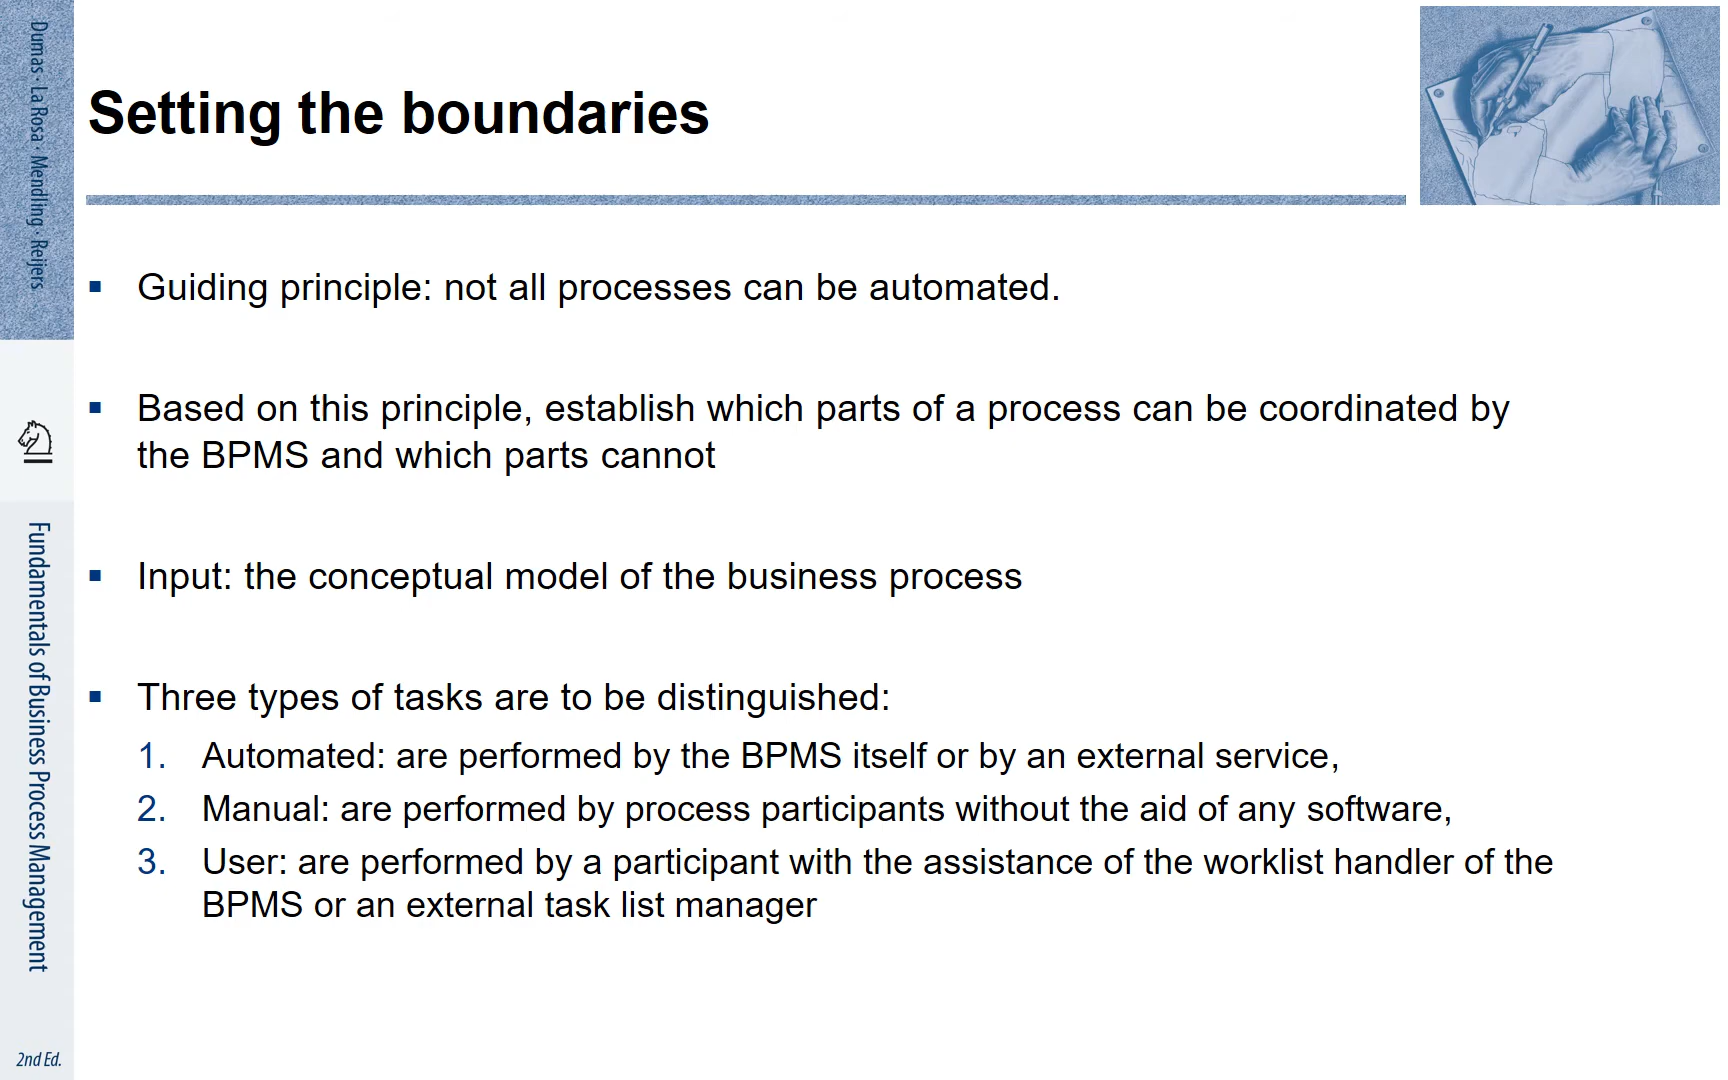 Dumas · La Rosa · Mendling · Reijers
Fundamentals of Business Process Management
2nd Ed.
Setting the boundaries
Guiding principle: not all processes can be automated.
Based on this principle, establish which parts of a process can be coordinated by
the BPMS and which parts cannot
Input: the conceptual model of the business process
Three types of tasks are to be distinguished:
1. Automated: are performed by the BPMS itself or by an external service,
2. Manual: are performed by process participants without the aid of any software,
3. User: are performed by a participant with the assistance of the worklist handler of the
BPMS or an external task list manager